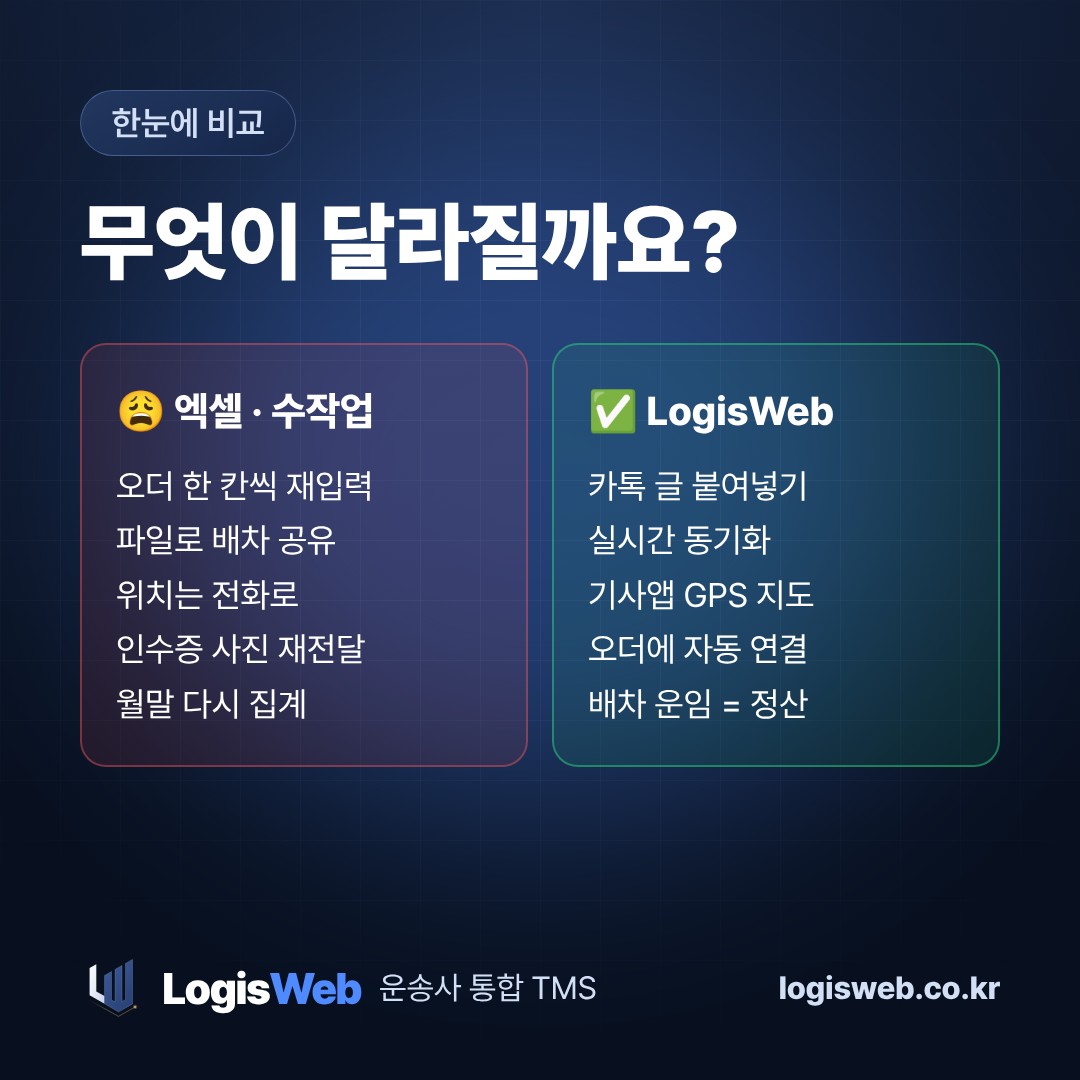 한눈에 비교
무엇이 달라질까요?
😩 엑셀 · 수작업
오더 한 칸씩 재입력
파일로 배차 공유
위치는 전화로
인수증 사진 재전달
월말 다시 집계
✅ LogisWeb
카톡 글 붙여넣기
실시간 동기화
기사앱 GPS 지도
오더에 자동 연결
배차 운임 = 정산
LogisWeb 운송사 통합 TMS
logisweb.co.kr